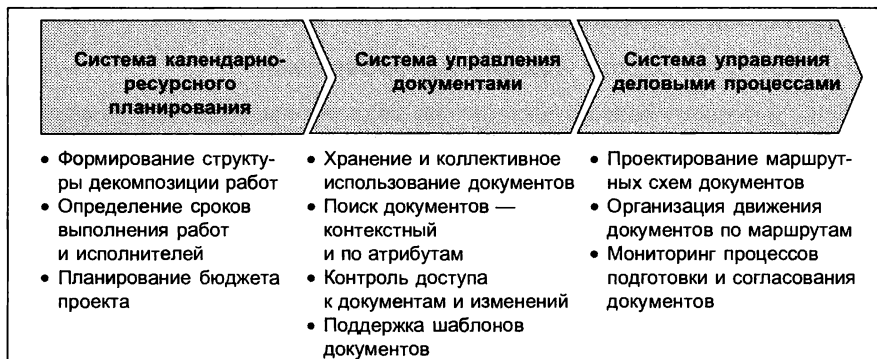 Система календарно-
ресурсного
планирования
Система управления
документами
Система управления
деловыми процессами
• Формирование структу-
ры декомпозиции работ
• Определение сроков
выполнения работ
и исполнителей
• Планирование бюджета
проекта
• Хранение и коллективное
использование документов
• Поиск документов —
контекстный
и по атрибутам
• Контроль доступа
к документам и изменений
• Поддержка шаблонов
документов
• Проектирование маршрут-
ных схем документов
• Организация движения
документов по маршрутам
• Мониторинг процессов
подготовки и согласования
документов